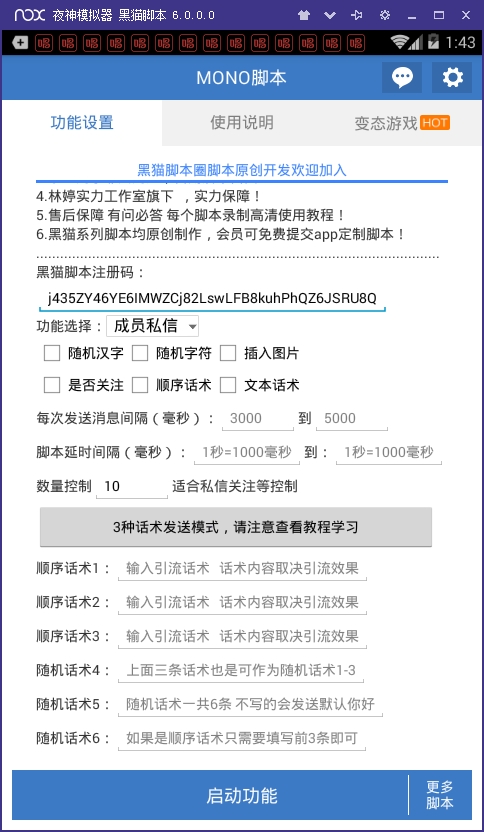 nox 夜神模拟器 黑猫脚本 6.0.0.0
1:43
MONO脚本
功能设置 使用说明 变态游戏 HOT
黑猫脚本圈脚本原创开发欢迎加入
4.林婷实力工作室旗下 ，实力保障！
5.售后保障 有问必答 每个脚本录制高清使用教程！
6.黑猫系列脚本均原创制作，会员可免费提交app定制脚本！
黑猫脚本注册码：
j435ZY46YE6IMWZCj82LswLFB8kuhPhQZ6JSRU8Q
功能选择： 成员私信
随机汉字 随机字符 插入图片
是否关注 顺序话术 文本话术
每次发送消息间隔（毫秒）： 3000 到 5000
脚本延时间隔（毫秒）： 1秒=1000毫秒 到： 1秒=1000毫秒
数量控制 10 适合私信关注等控制
3种话术发送模式，请注意查看教程学习
顺序话术1： 输入引流话术 话术内容取决引流效果
顺序话术2： 输入引流话术 话术内容取决引流效果
顺序话术3： 输入引流话术 话术内容取决引流效果
随机话术4： 上面三条话术也是可作为随机话术1-3
随机话术5： 随机话术一共6条 不写的会发送默认你好
随机话术6： 如果是顺序话术只需要填写前3条即可
启动功能 更多
脚本